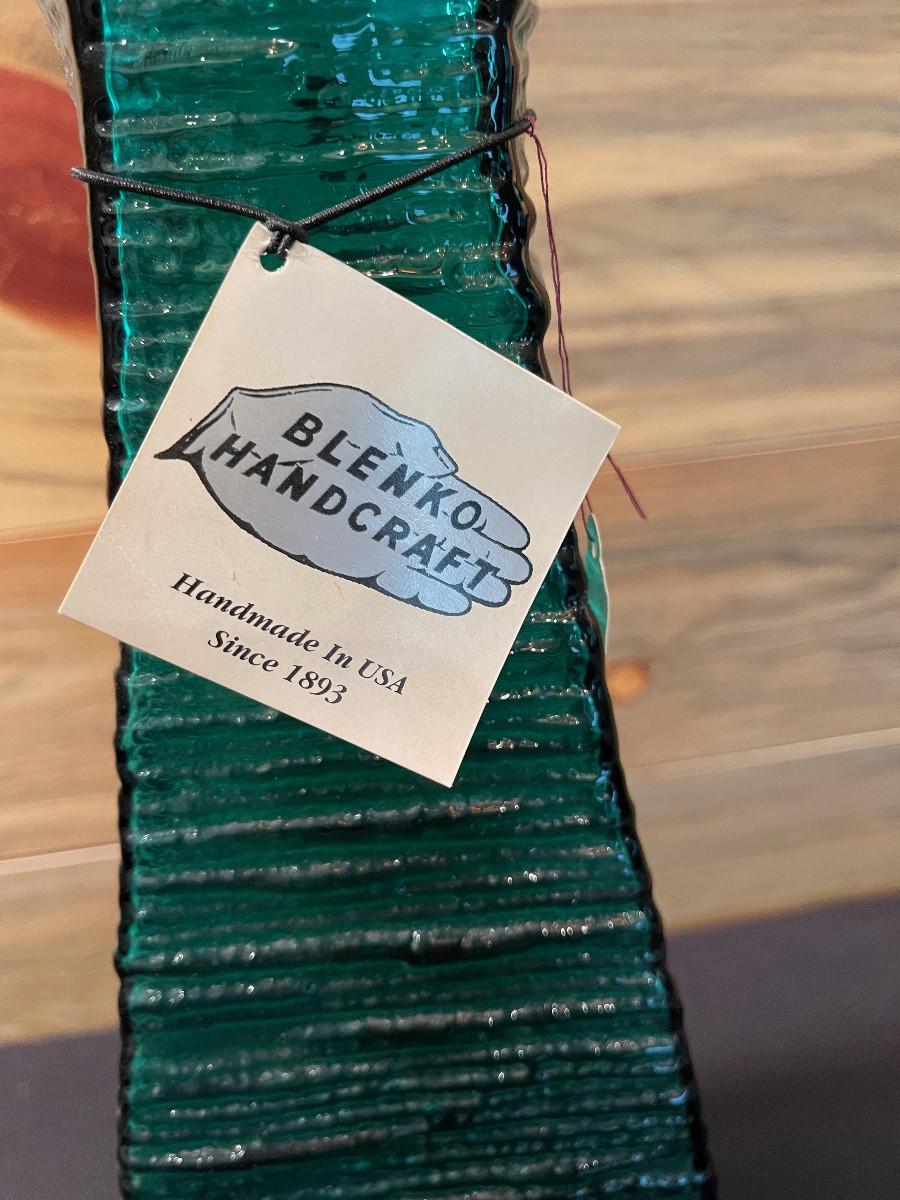 BLENKO
HANDCRAFT
Handmade In USA
Since 1893